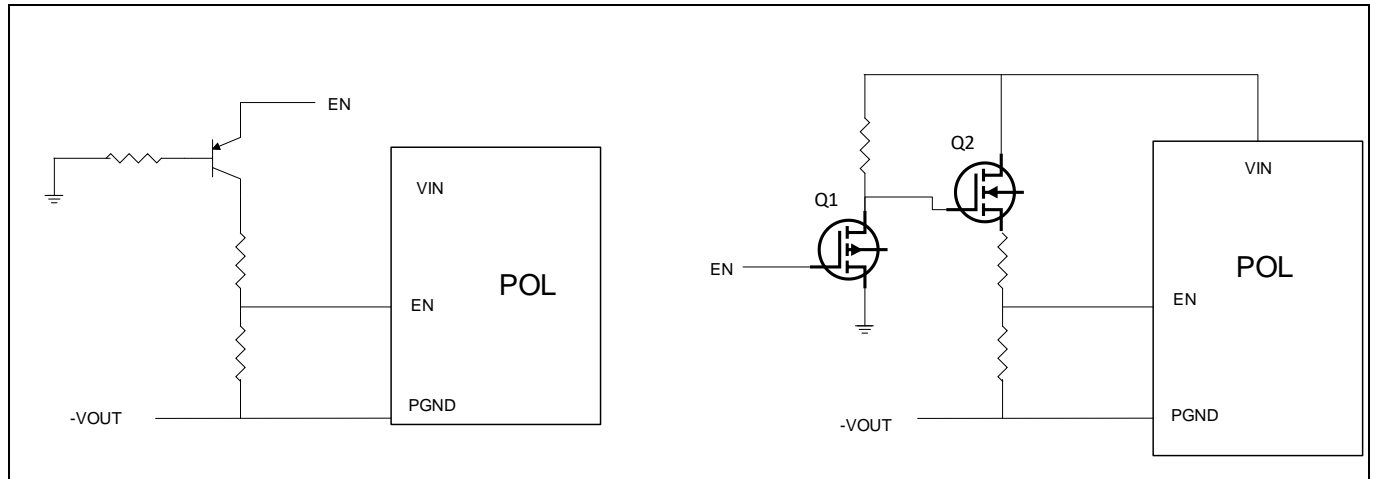 EN
VIN
POL
EN
-VOUT
PGND
Q2
VIN
Q1
EN
POL
EN
-VOUT
PGND